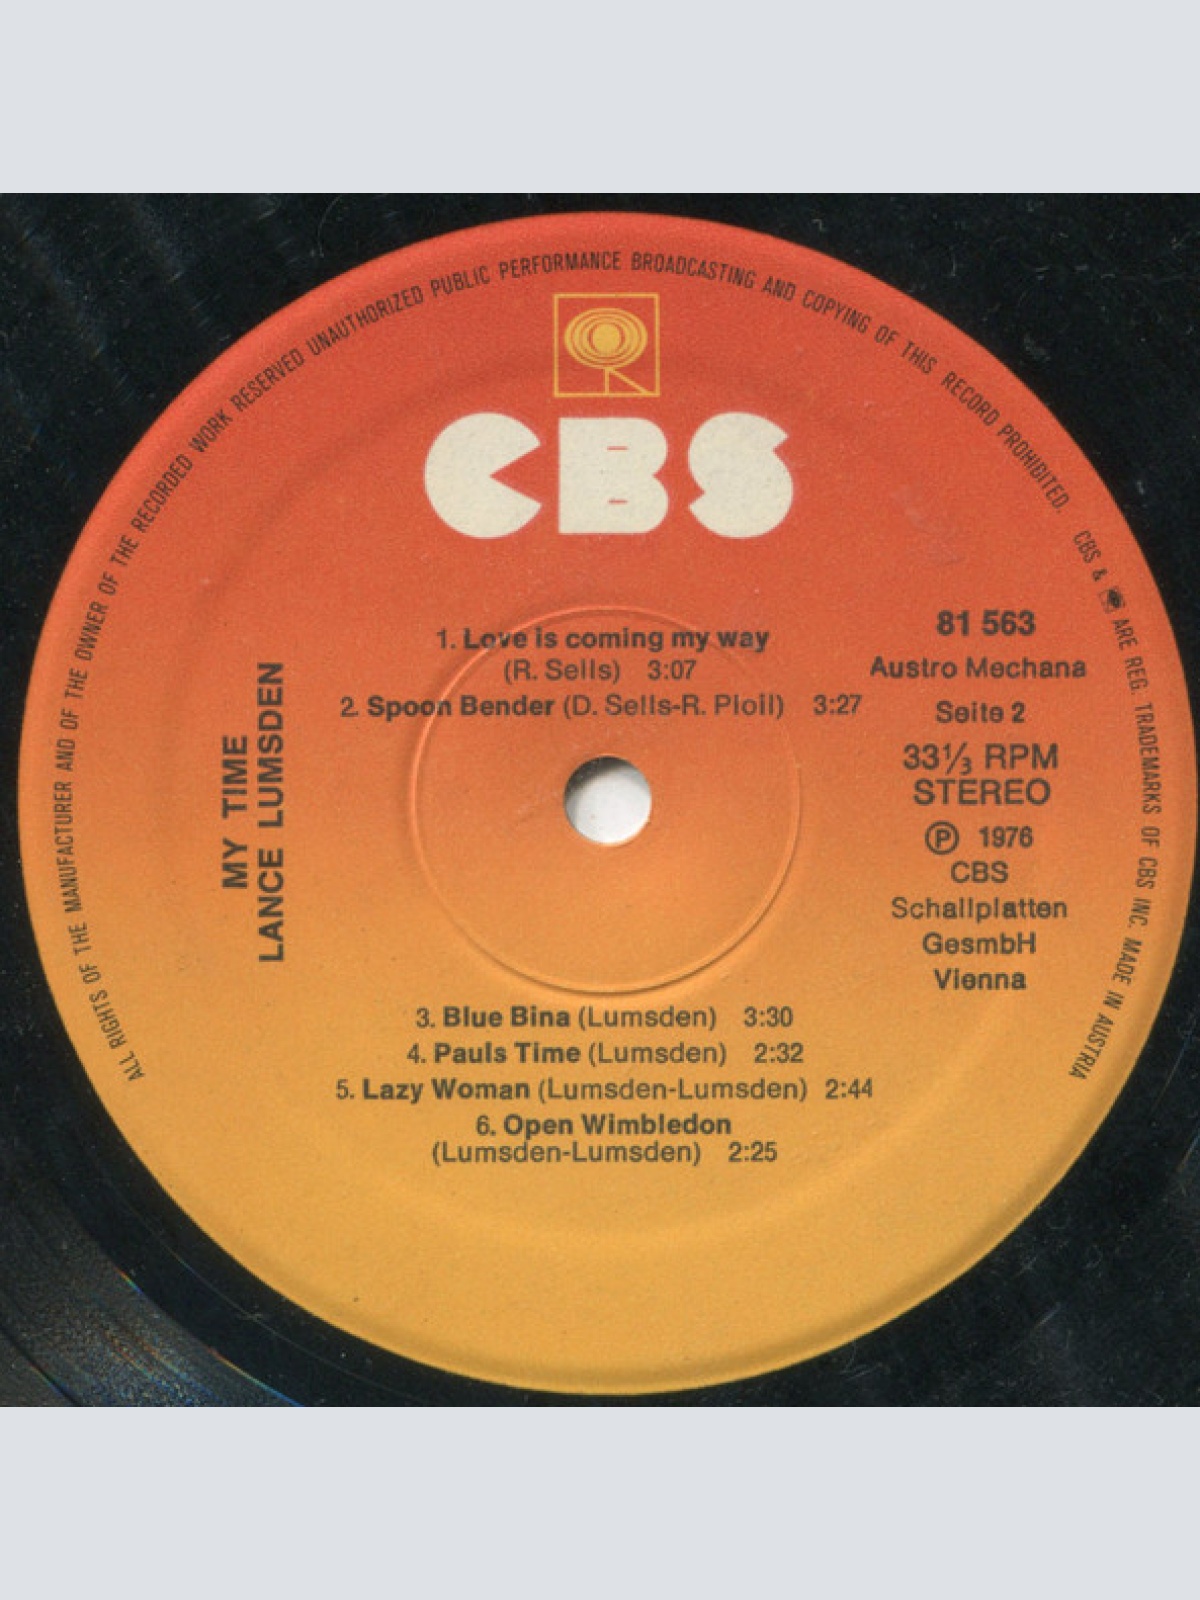 ALL RIGHTS OF THE MANUFACTURER AND OF THE OWNER OF THE RECORDED WORK RESERVED UNAUTHORIZED PUBLIC PERFORMANCE BROADCASTING AND COPYING OF THIS RECORD PROHIBITED. CBS & ARE REG. TRADEMARKS OF CBS INC. MADE IN AUSTRIA
CBS
MY TIME
LANCE LUMSDEN
1. Love is coming my way
(R. Sells) 3:07
2. Spoon Bender (D. Sells-R. Ploil) 3:27
81 563
Austro Mechana
Seite 2
33⅓ RPM
STEREO
Ⓟ 1976
CBS
Schallplatten
GesmbH
Vienna
3. Blue Bina (Lumsden) 3:30
4. Pauls Time (Lumsden) 2:32
5. Lazy Woman (Lumsden-Lumsden) 2:44
6. Open Wimbledon
(Lumsden-Lumsden) 2:25